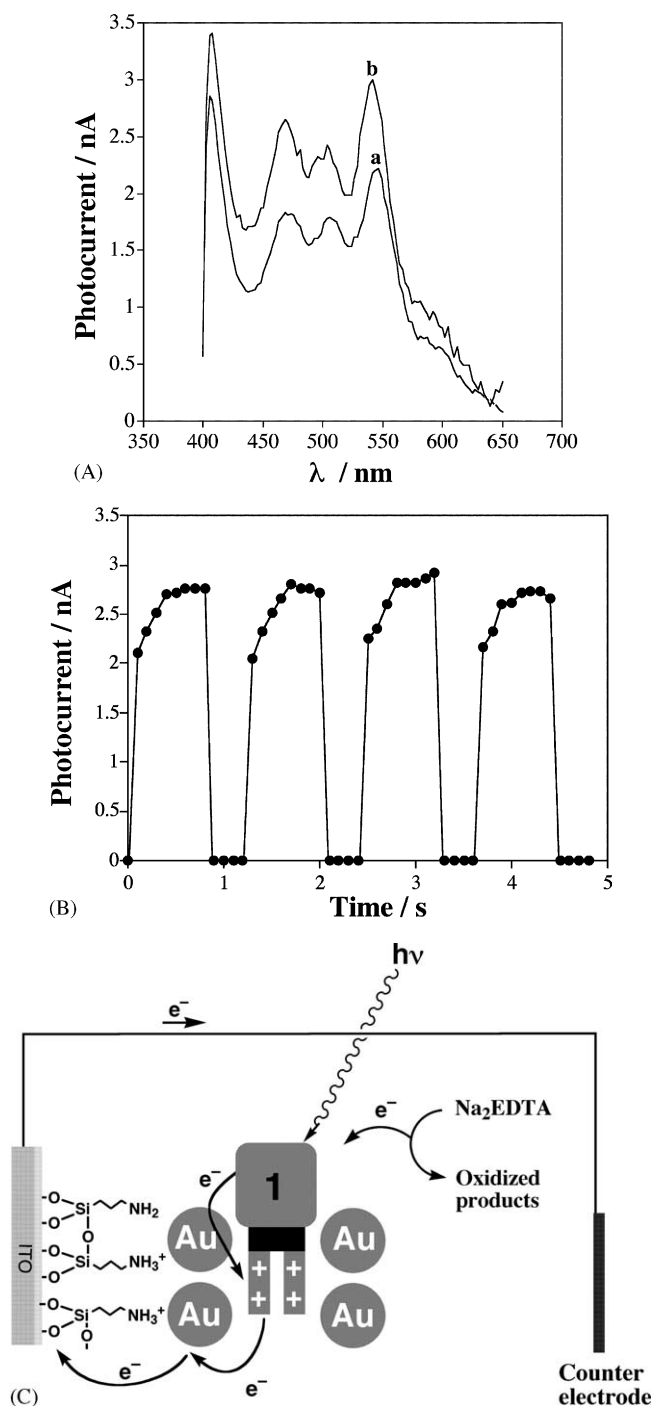 3.5
3
2.5
2
1.5
1
0.5
0
Photocurrent / nA
b
a
350 400 450 500 550 600 650 700
λ / nm
(A)
3.5
3
2.5
2
1.5
1
0.5
0
Photocurrent / nA
0 1 2 3 4 5
Time / s
(B)
hν
e⁻
e⁻
Na₂EDTA
Oxidized
products
e⁻
1
ITO
-O
-O
Si
NH₂
O
-O
-O
Si
NH₃⁺
-O
-O
Si
NH₃⁺
O-
Au
Au
Au
Au
+ +
+ +
e⁻
e⁻
Counter
electrode
(C)